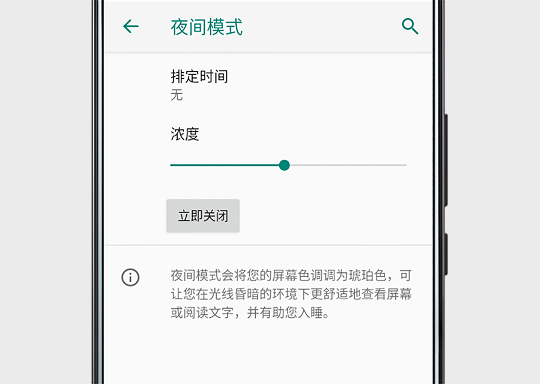 夜间模式
排定时间
无
浓度
立即关闭
夜间模式会将您的屏幕色调调为琥珀色，可
让您在光线昏暗的环境下更舒适地查看屏幕
或阅读文字，并有助您入睡。